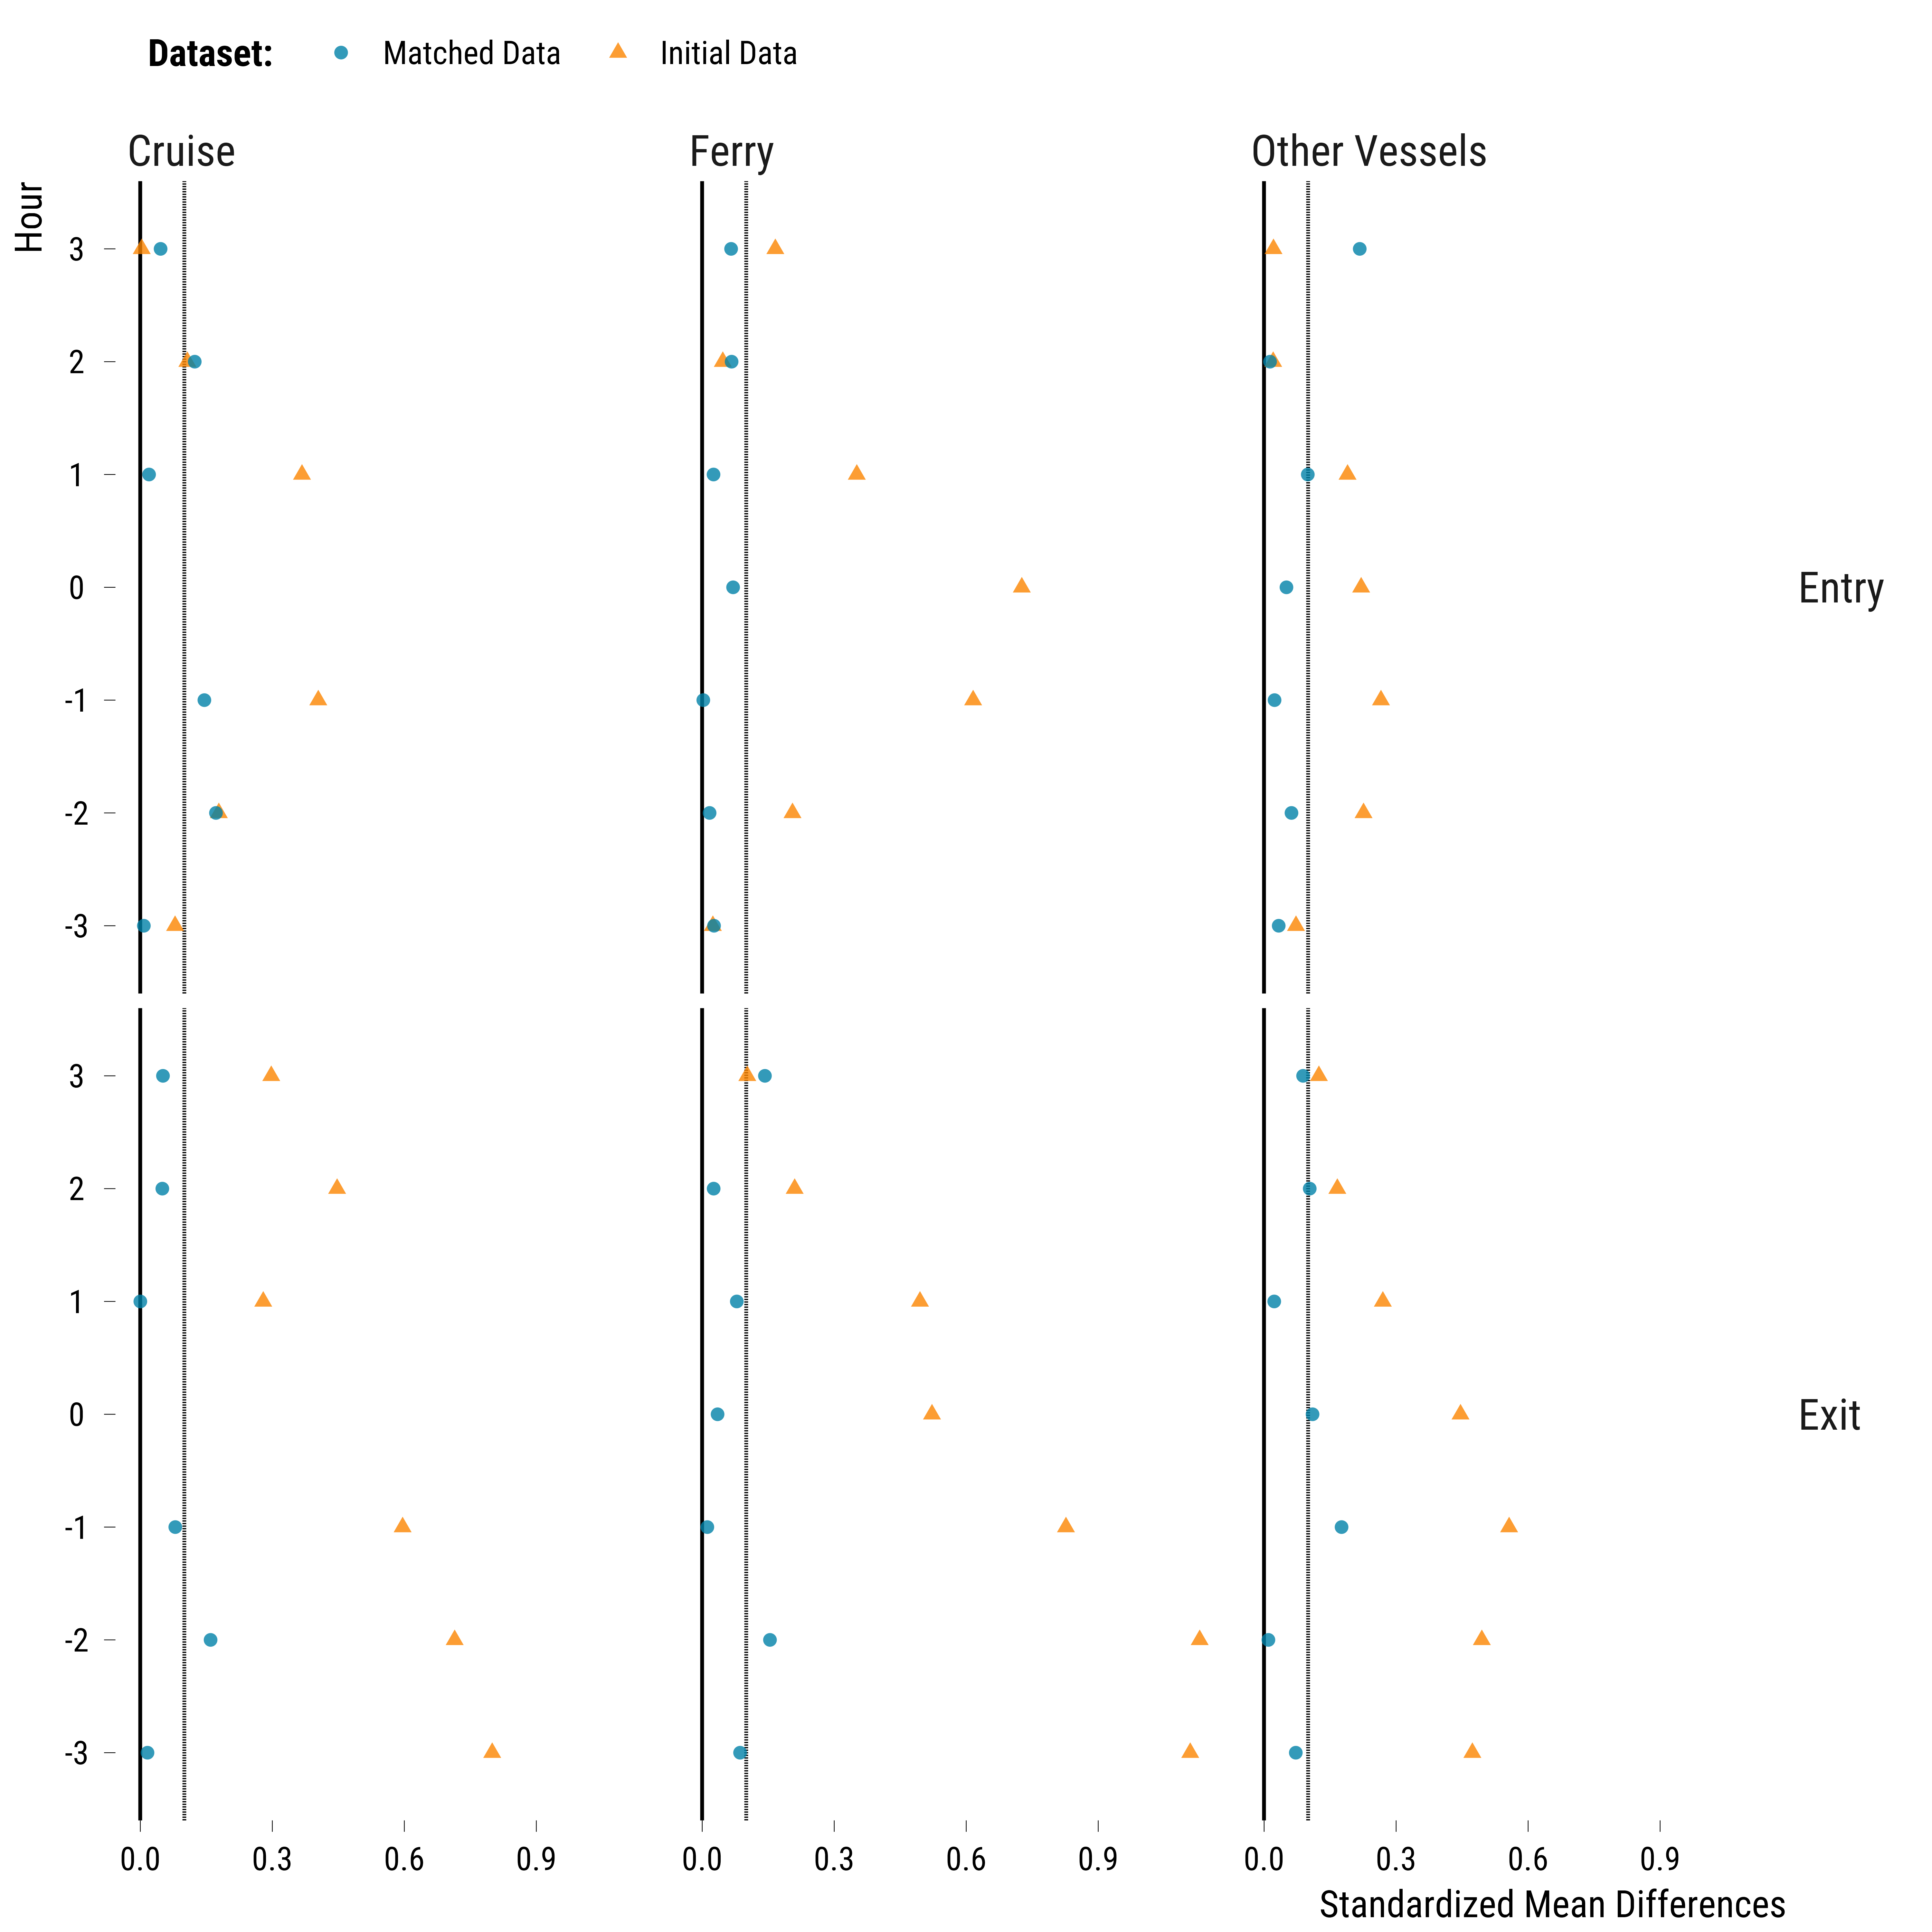 Dataset: Matched Data Initial Data
Cruise Ferry Other Vessels
Hour
3
2
1
0
-1
-2
-3
Entry
3
2
1
0
-1
-2
-3
Exit
0.0 0.3 0.6 0.9 0.0 0.3 0.6 0.9 0.0 0.3 0.6 0.9
Standardized Mean Differences